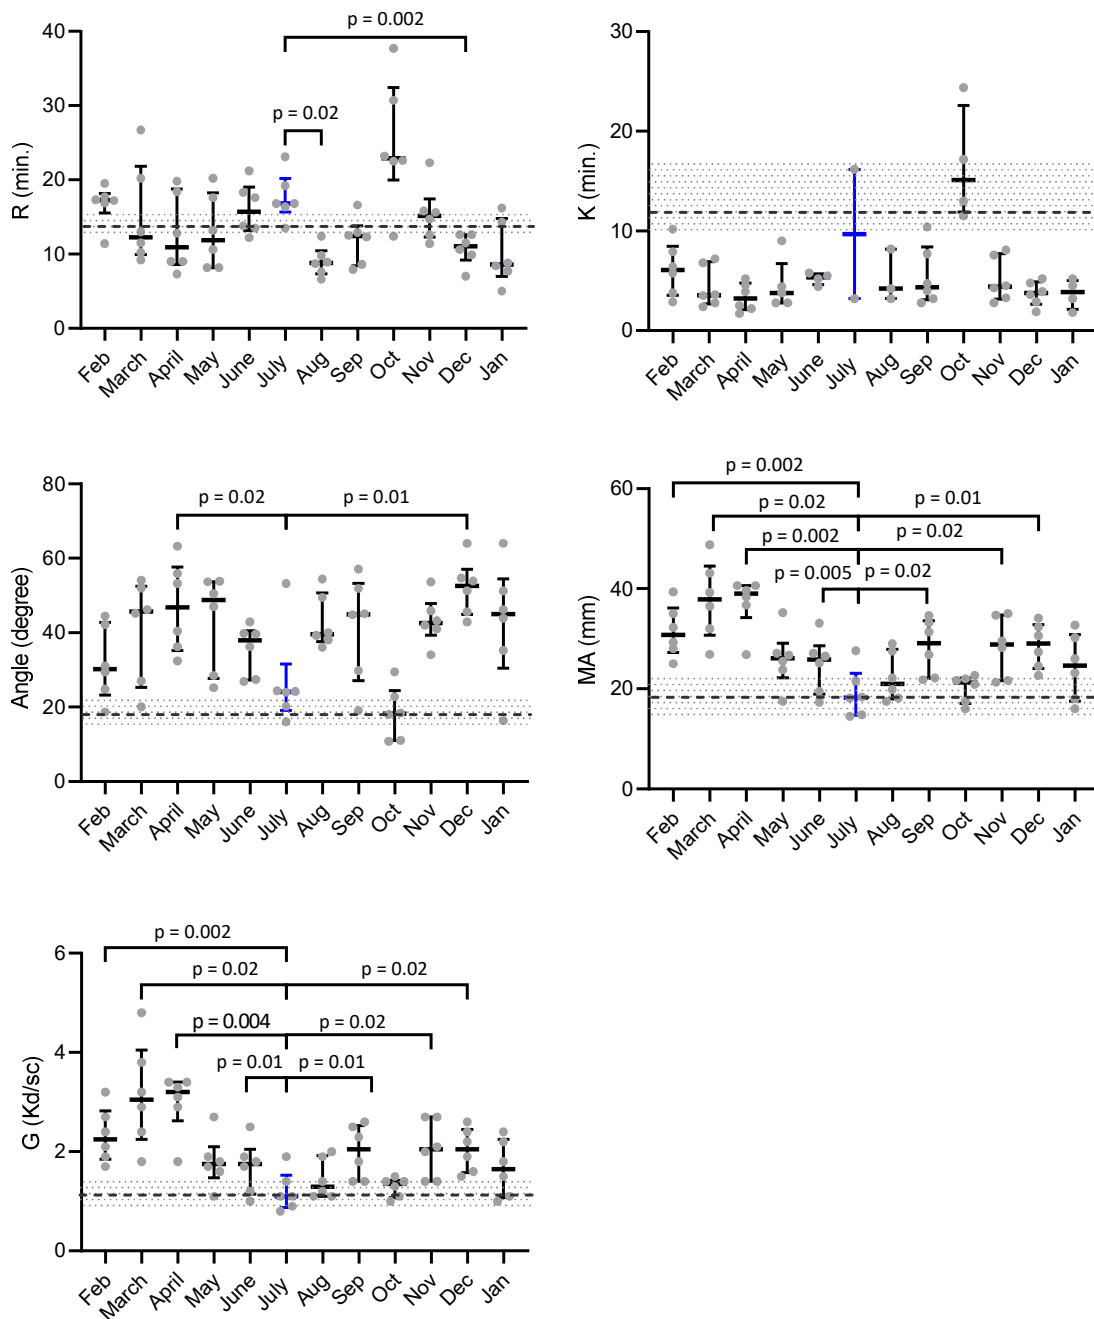 p = 0.002
p = 0.02
R (min.)
40
30
20
10
0
Feb March April May June July Aug Sep Oct Nov Dec Jan
K (min.)
30
20
10
0
Feb March April May June July Aug Sep Oct Nov Dec Jan
p = 0.02 p = 0.01
Angle (degree)
80
60
40
20
0
Feb March April May June July Aug Sep Oct Nov Dec Jan
p = 0.002
p = 0.02 p = 0.01
p = 0.002 p = 0.02
p = 0.005 p = 0.02
MA (mm)
60
40
20
0
Feb March April May June July Aug Sep Oct Nov Dec Jan
p = 0.002
p = 0.02 p = 0.02
p = 0.004 p = 0.02
p = 0.01 p = 0.01
G (Kd/sc)
6
4
2
0
Feb March April May June July Aug Sep Oct Nov Dec Jan